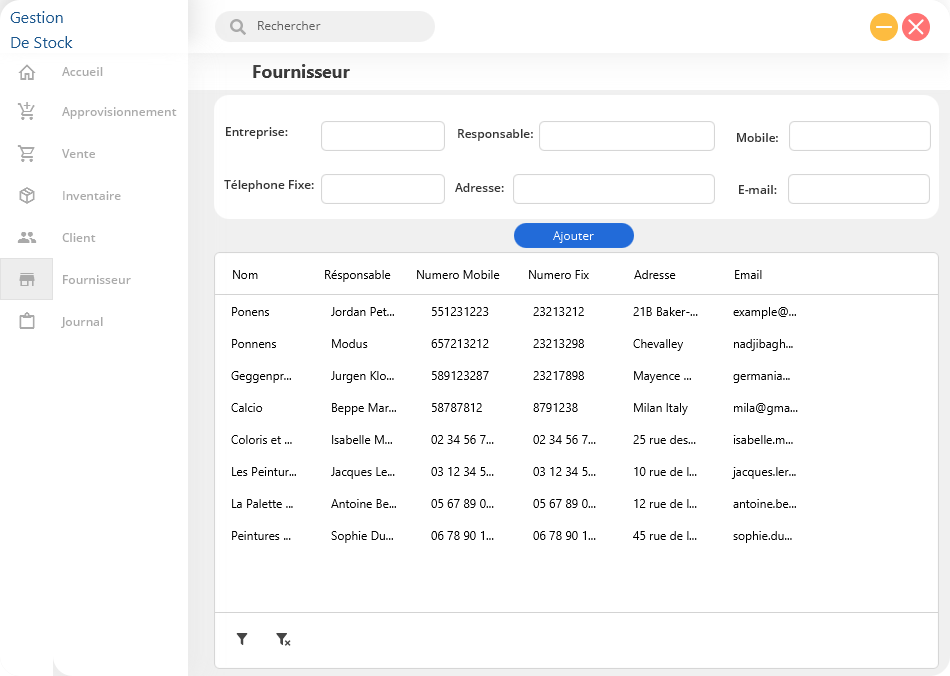 Gestion
De Stock
Rechercher
Accueil
Approvisionnement
Vente
Inventaire
Client
Fournisseur
Journal
Fournisseur
Entreprise:
Responsable:
Mobile:
Télephone Fixe:
Adresse:
E-mail:
Ajouter
Nom Résponsable Numero Mobile Numero Fix Adresse Email
Ponens Jordan Pet... 551231223 23213212 21B Baker-... example@...
Ponnens Modus 657213212 23213298 Chevalley nadjibagh...
Geggenpr... Jurgen Klo... 589123287 23217898 Mayence ... germania...
Calcio Beppe Mar... 58787812 8791238 Milan Italy mila@gma...
Coloris et ... Isabelle M... 02 34 56 7... 02 34 56 7... 25 rue des... isabelle.m...
Les Peintur... Jacques Le... 03 12 34 5... 03 12 34 5... 10 rue de l... jacques.ler...
La Palette ... Antoine Be... 05 67 89 0... 05 67 89 0... 12 rue de l... antoine.be...
Peintures ... Sophie Du... 06 78 90 1... 06 78 90 1... 45 rue de l... sophie.du...